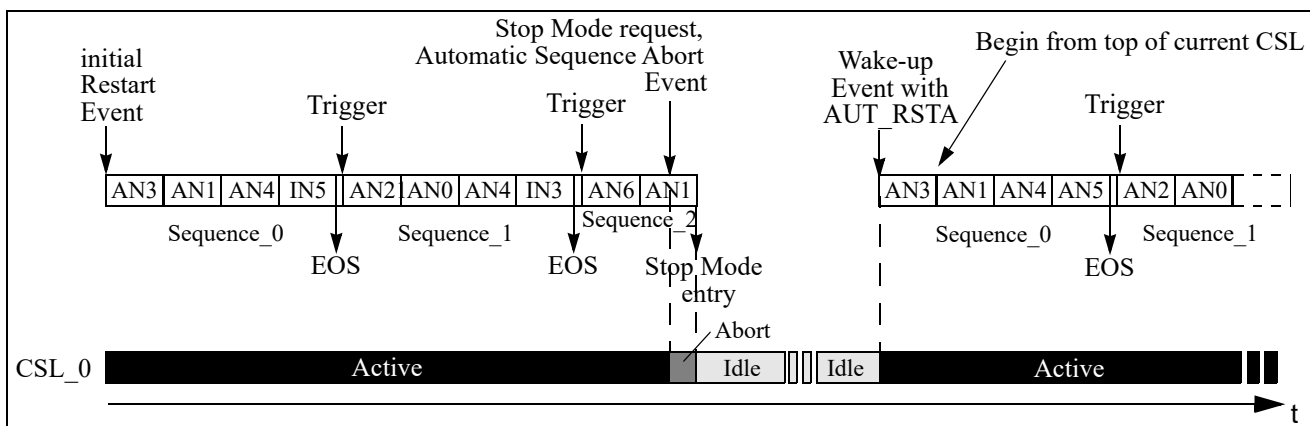 Stop Mode request,
Automatic Sequence Abort
Event
initial
Restart
Event
Trigger
Trigger
Wake-up
Event with
AUT_RSTA
Begin from top of current CSL
Trigger
AN3 AN1 AN4 IN5 AN21 AN0 AN4 IN3 AN6 AN1
AN3 AN1 AN4 AN5 AN2 AN0
Sequence_0
Sequence_1
Sequence_2
Sequence_0
Sequence_1
EOS
EOS
Stop Mode
entry
EOS
Abort
CSL_0
Active
Idle
Idle
Active
t